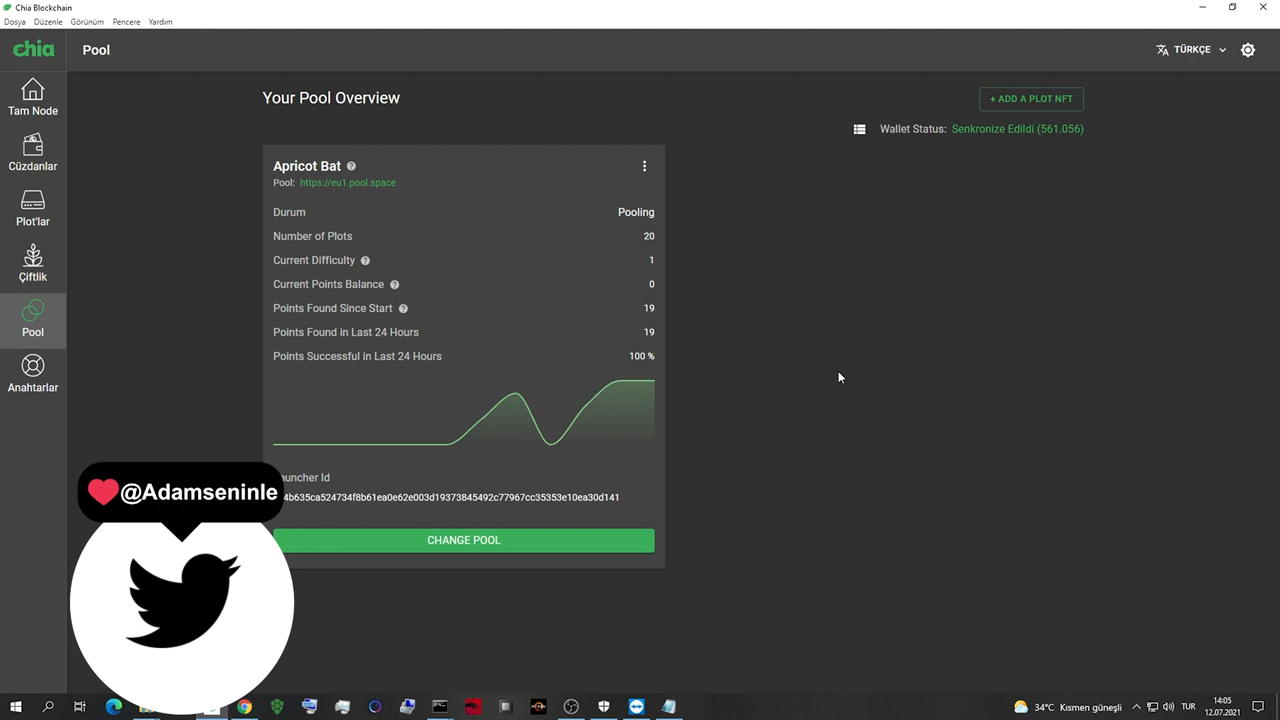 Chia Blockchain
Dosya Düzenle Görünüm Pencere Yardım
chia
Pool
TÜRKÇE
Tam Node
Cüzdanlar
Plot'lar
Çiftlik
Pool
Anahtarlar
Your Pool Overview
+ ADD A PLOT NFT
Wallet Status: Senkronize Edildi (561.056)
Apricot Bat
Pool: https://eu1.pool.space
Durum Pooling
Number of Plots 20
Current Difficulty 1
Current Points Balance 0
Points Found Since Start 19
Points Found in Last 24 Hours 19
Points Successful in Last 24 Hours 100 %
uncher Id
4b635ca524734f8b61ea0e62e003d19373845492c77967cc35353e10ea30d141
CHANGE POOL
@Adamseninle
34°C Kısmen güneşli
TUR
14:05
12.07.2021